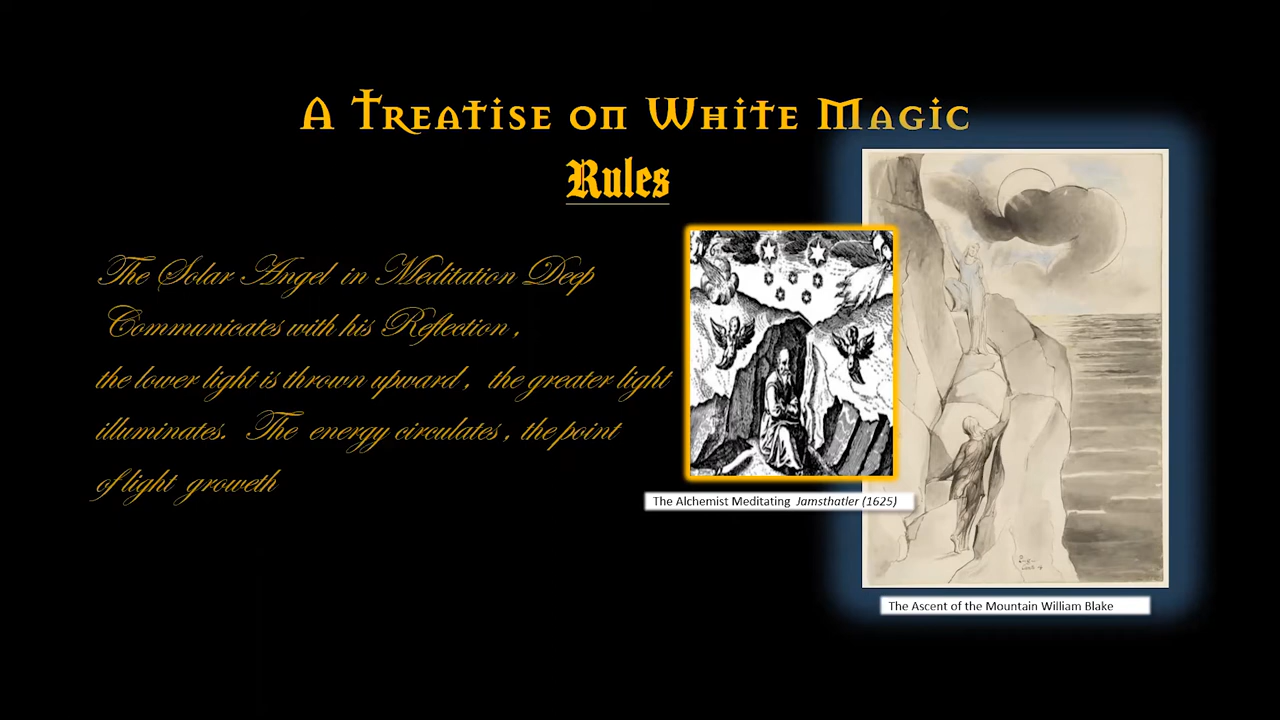 A Treatise on White Magic
Rules
The Solar Angel in Meditation Deep
Communicates with his Reflection ,
the lower light is thrown upward , the greater light
illuminates. The energy circulates , the point
of light groweth
The Alchemist Meditating Jamsthatler (1625)
The Ascent of the Mountain William Blake